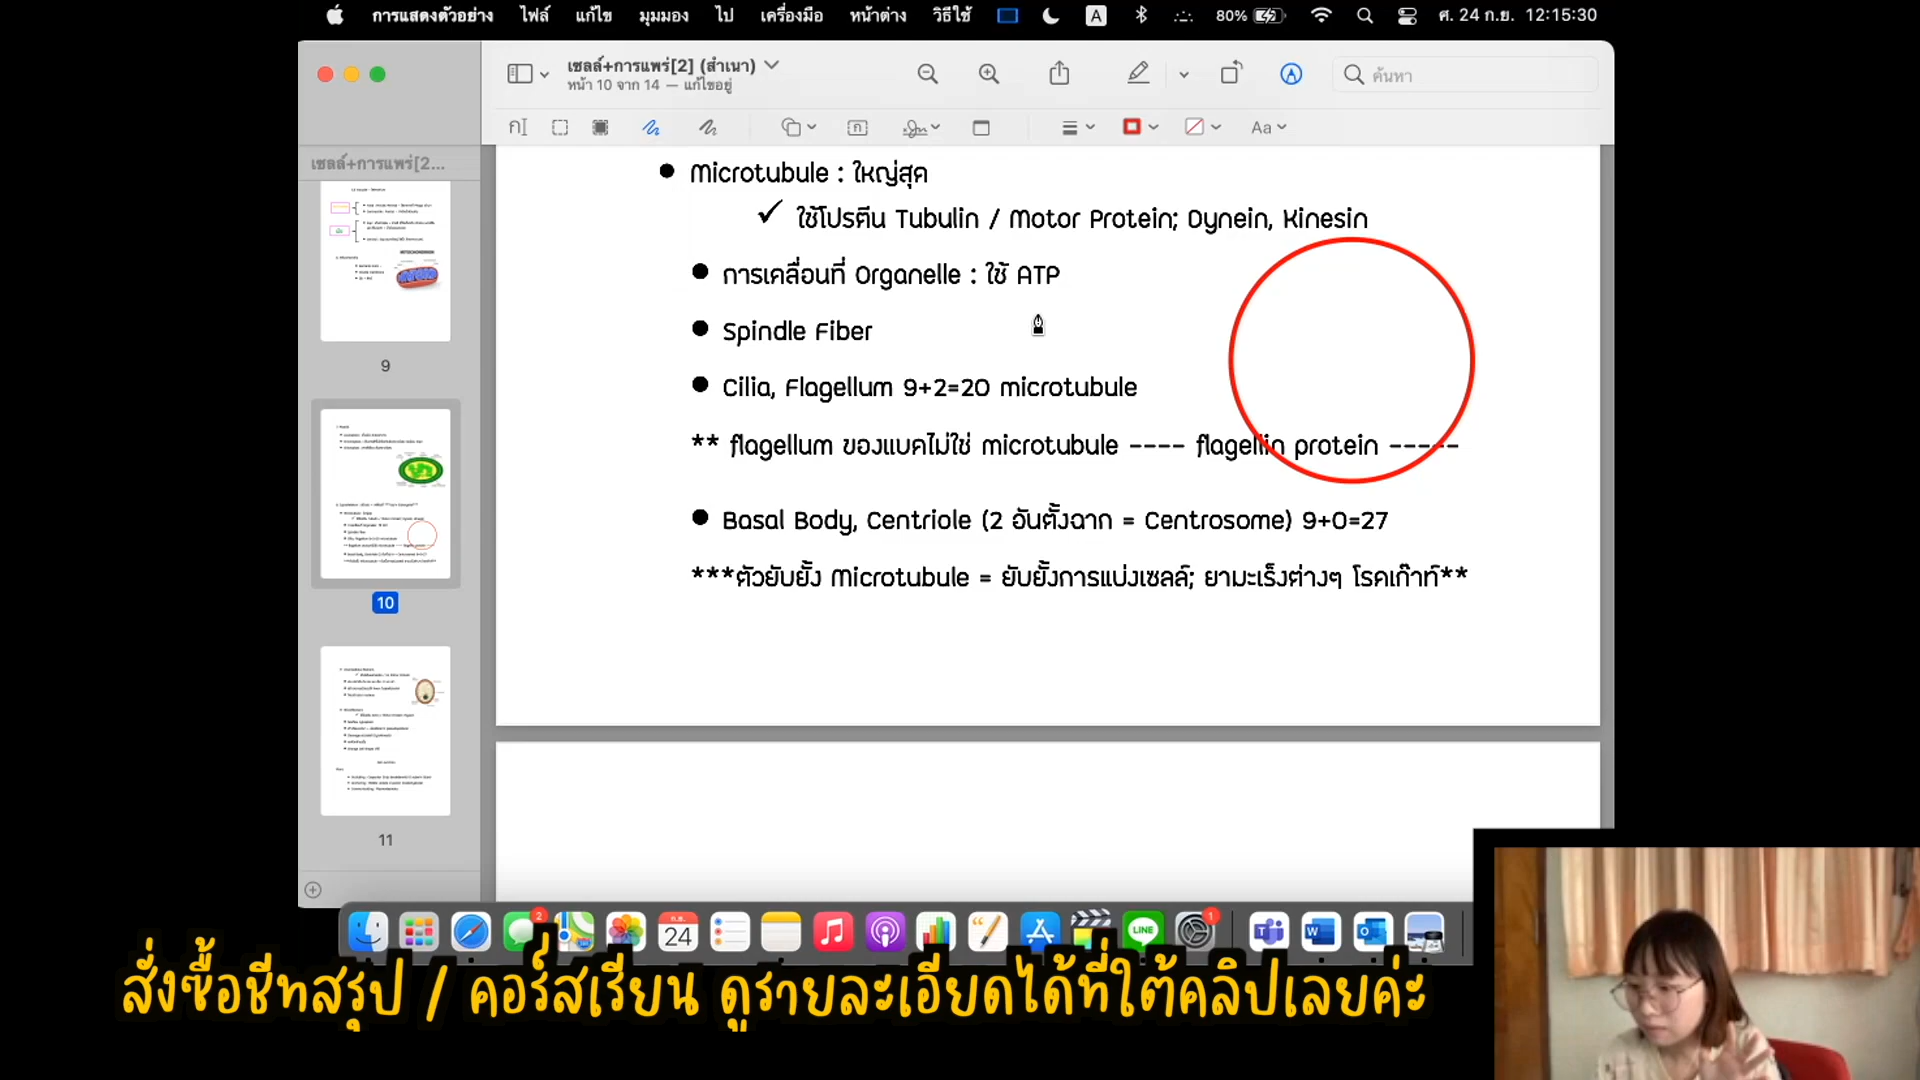 การแสดงตัวอย่าง ไฟล์ แก้ไข มุมมอง ไป เครื่องมือ หน้าต่าง วิธีใช้ A 80% ศ. 24 ก.ย. 12:15:30
เซลล์+การแพร่[2] (สำเนา)
หน้า 10 จาก 14 — แก้ไขอยู่
ค้นหา
Aa
เซลล์+การแพร่[2...
9
10
11
Microtubule : ใหญ่สุด
ใช้โปรตีน Tubulin / Motor Protein; Dynein, Kinesin
การเคลื่อนที่ Organelle : ใช้ ATP
Spindle Fiber
Cilia, Flagellum 9+2=20 microtubule
** flagellum ของแบคไม่ใช่ microtubule ---- flagellin protein -----
Basal Body, Centriole (2 อันตั้งฉาก = Centrosome) 9+0=27
***ตัวยับยั้ง Microtubule = ยับยั้งการแบ่งเซลล์; ยามะเร็งต่างๆ โรคเก๊าท์**
2
24
LINE
1
สั่งซื้อชีทสรุป / คอร์สเรียน ดูรายละเอียดได้ที่ใต้คลิปเลยค่ะ